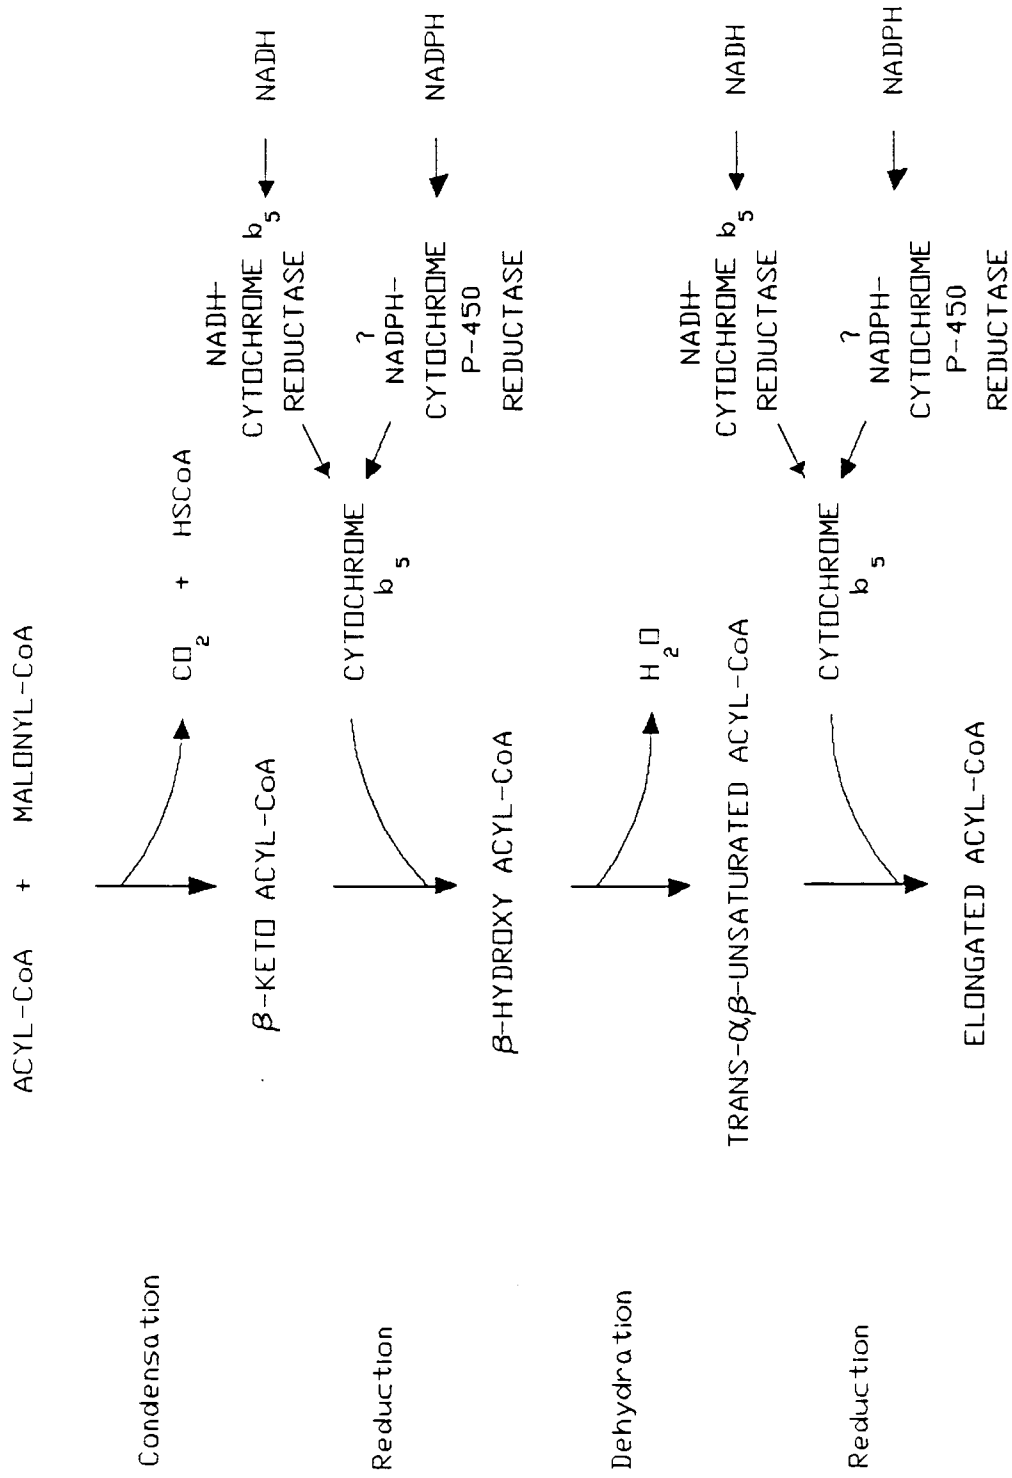 ACYL-CoA + MALONYL-CoA
Condensation
CO2 + HSCoA
β-KETO ACYL-CoA
NADH-
CYTOCHROME b5
REDUCTASE
NADH
Reduction
CYTOCHROME
b5
?
NADPH-
CYTOCHROME
P-450
REDUCTASE
NADPH
β-HYDROXY ACYL-CoA
Dehydration
H2O
TRANS-αβ-UNSATURATED ACYL-CoA
NADH-
CYTOCHROME b5
REDUCTASE
NADH
Reduction
CYTOCHROME
b5
?
NADPH-
CYTOCHROME
P-450
REDUCTASE
NADPH
ELONGATED ACYL-CoA